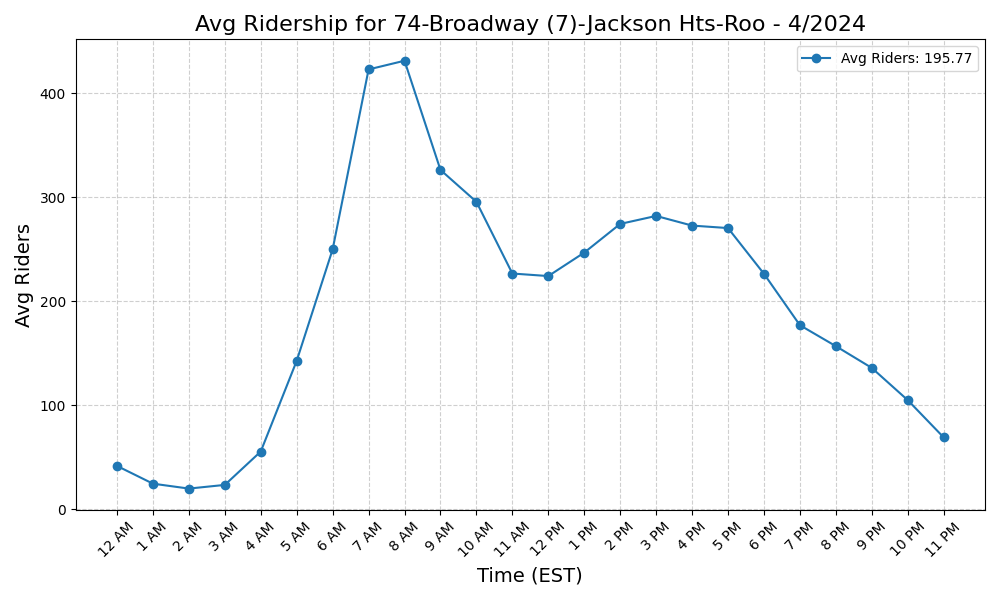 Avg Ridership for 74-Broadway (7)-Jackson Hts-Roo - 4/2024
Avg Riders: 195.77
Avg Riders
400
300
200
100
0
12 AM
1 AM
2 AM
3 AM
4 AM
5 AM
6 AM
7 AM
8 AM
9 AM
10 AM
11 AM
12 PM
1 PM
2 PM
3 PM
4 PM
5 PM
6 PM
7 PM
8 PM
9 PM
10 PM
11 PM
Time (EST)